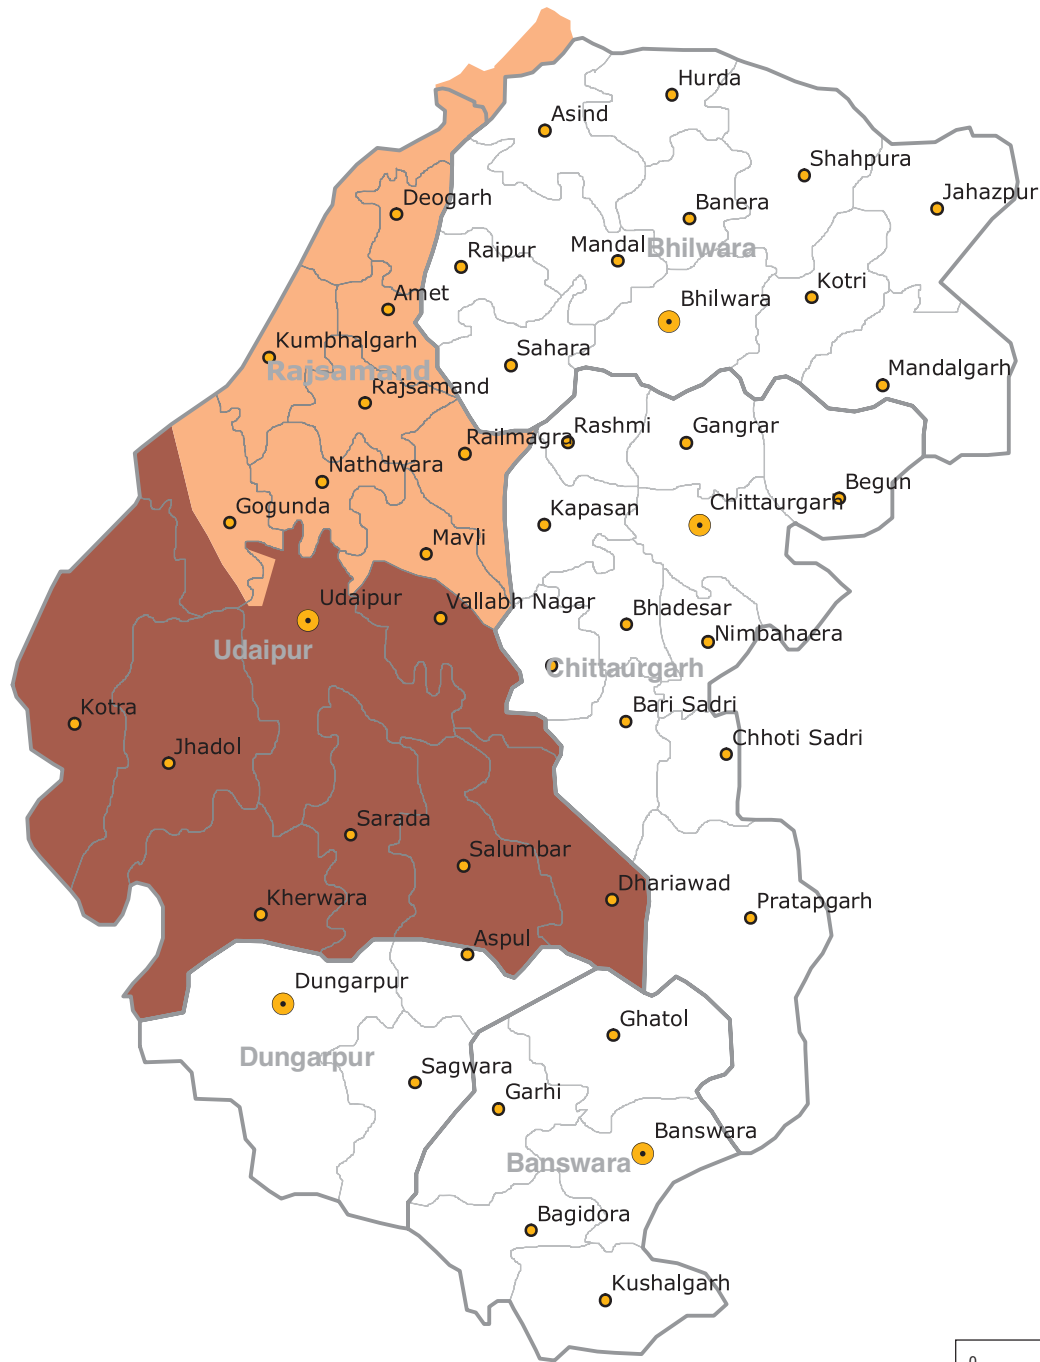 Hurda
Asind
Shahpura
Jahazpur
Deogarh
Banera
Raipur
Mandal
Bhilwara
Kotri
Amet
Bhilwara
Kumbhalgarh
Sahara
Rajsamand
Mandalgarh
Rajsamand
Railmagra
Rashmi
Gangrar
Nathdwara
Begun
Gogunda
Kapasan
Chittaurgarh
Mavli
Udaipur
Vallabh Nagar
Bhadesar
Nimbahaera
Udaipur
Chittaurgarh
Kotra
Bari Sadri
Jhadol
Chhoti Sadri
Sarada
Salumbar
Dhariawad
Kherwara
Pratapgarh
Aspul
Dungarpur
Ghatol
Dungarpur
Sagwara
Garhi
Banswara
Banswara
Bagidora
Kushalgarh
0